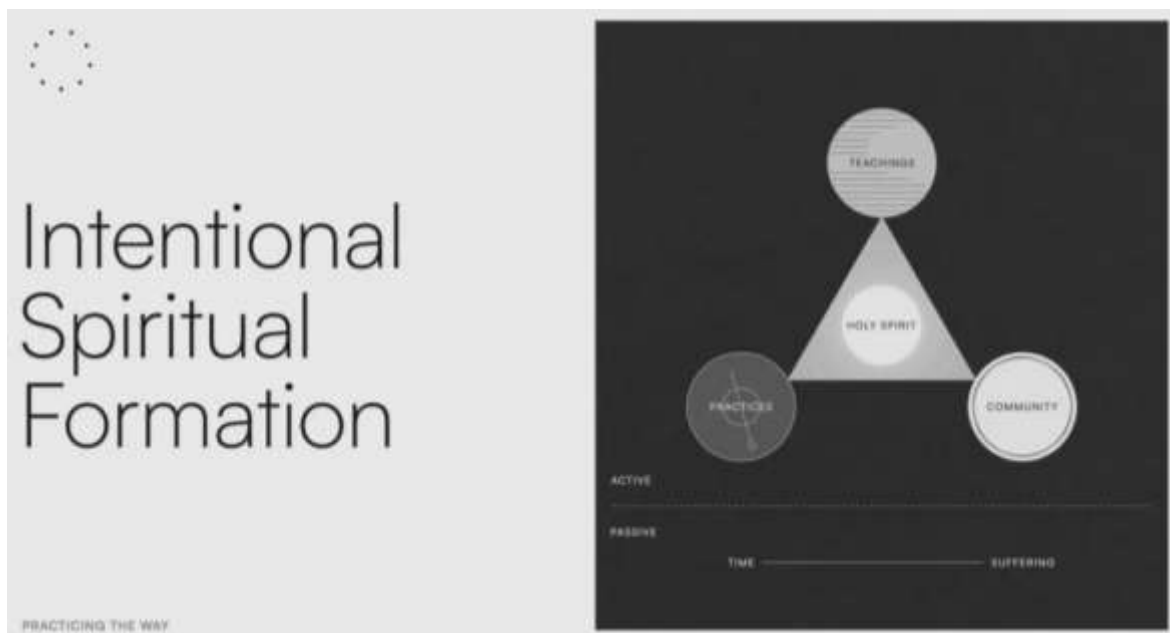 Intentional
Spiritual
Formation
PRACTICING THE WAY
TEACHINGS
HOLY SPIRIT
PRACTICES
COMMUNITY
ACTIVE
PASSIVE
TIME
SUFFERING